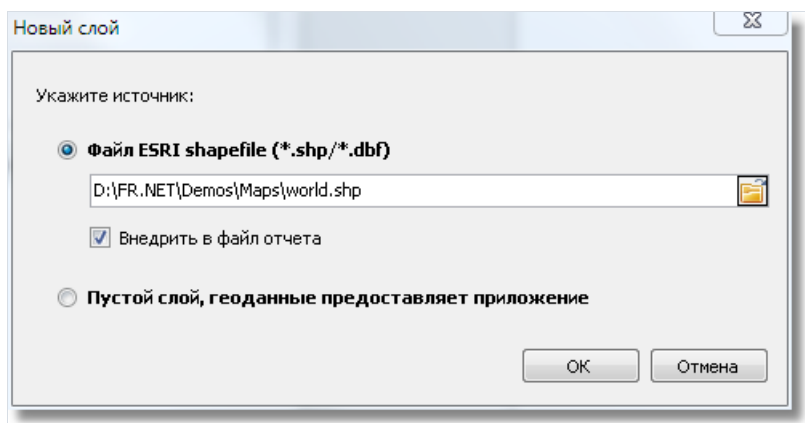 Новый слой
Укажите источник:
Файл ESRI shapefile (*.shp/*.dbf)
D:\FR.NET\Demos\Maps\world.shp
Внедрить в файл отчета
Пустой слой, геоданные предоставляет приложение
ОК
Отмена